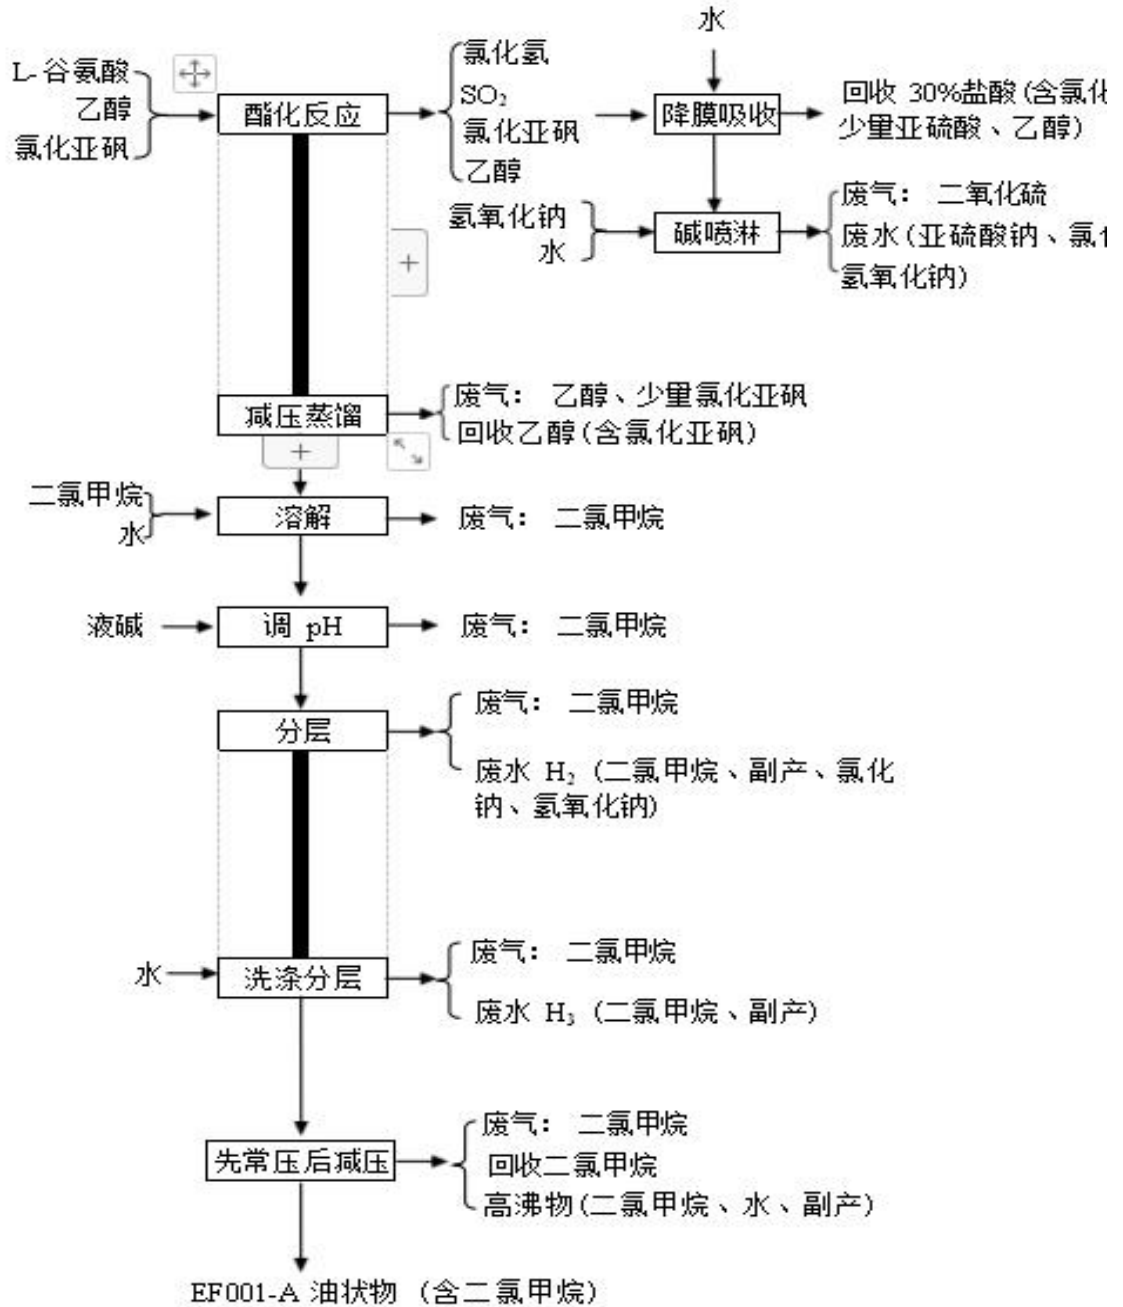 水
L-谷氨酸
乙醇
氯化亚砜
酯化反应
氯化氢
SO₂
氯化亚砜
乙醇
降膜吸收
回收 30%盐酸(含氯化
少量亚硫酸、乙醇)
氢氧化钠
水
碱喷淋
废气： 二氧化硫
废水(亚硫酸钠、氯
氢氧化钠)
减压蒸馏
废气： 乙醇、少量氯化亚砜
回收乙醇(含氯化亚砜)
二氯甲烷
水
溶解
废气： 二氯甲烷
液碱
调 pH
废气： 二氯甲烷
分层
废气： 二氯甲烷
废水 H₂ (二氯甲烷、副产、氯化
钠、氢氧化钠)
水
洗涤分层
废气： 二氯甲烷
废水 H₃ (二氯甲烷、副产)
先常压后减压
废气： 二氯甲烷
回收二氯甲烷
高沸物(二氯甲烷、水、副产)
EF001-A 油状物 (含二氯甲烷)